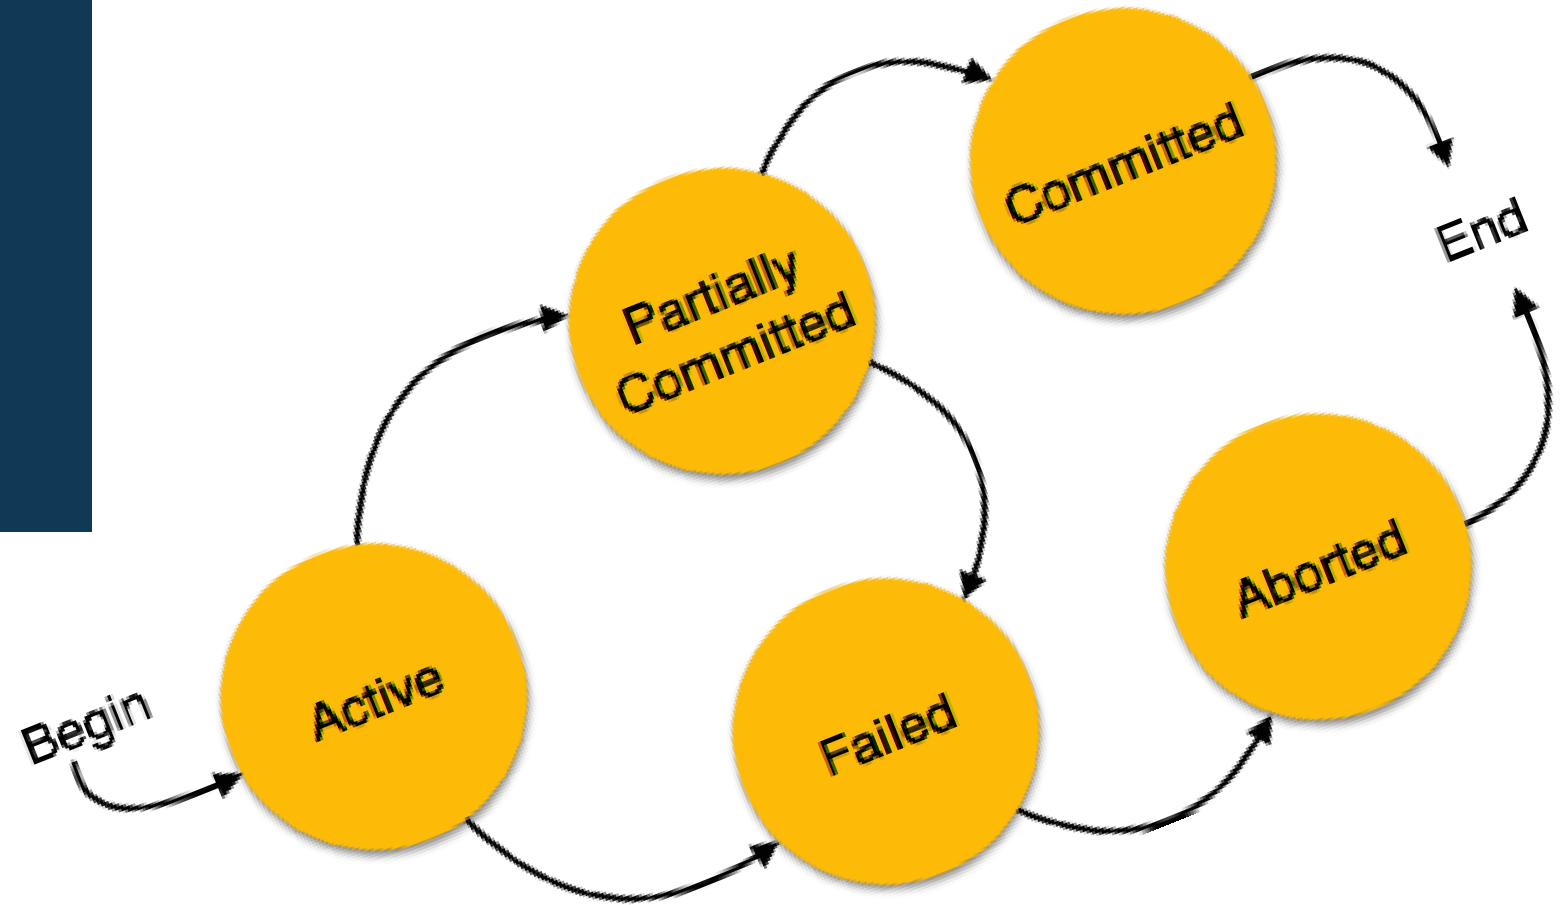 Committed
End
Partially
Committed
Aborted
Active
Begin
Failed